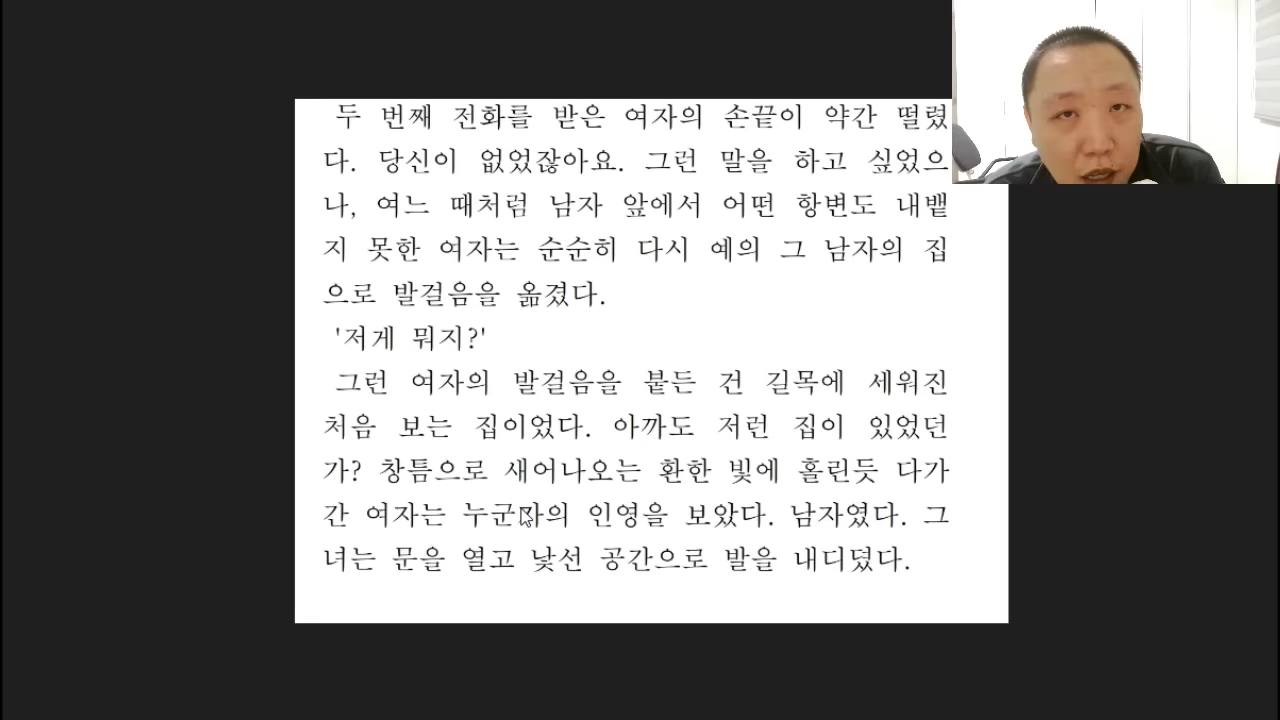 두 번째 전화를 받은 여자의 손끝이 약간 떨렸
다. 당신이 없었잖아요. 그런 말을 하고 싶었으
나, 여느 때처럼 남자 앞에서 어떤 항변도 내뱉
지 못한 여자는 순순히 다시 예의 그 남자의 집
으로 발걸음을 옮겼다.
'저게 뭐지?'
그런 여자의 발걸음을 붙든 건 길목에 세워진
처음 보는 집이었다. 아까도 저런 집이 있었던
가? 창틈으로 새어나오는 환한 빛에 홀린듯 다가
간 여자는 누군가의 인영을 보았다. 남자였다. 그
녀는 문을 열고 낯선 공간으로 발을 내디뎠다.